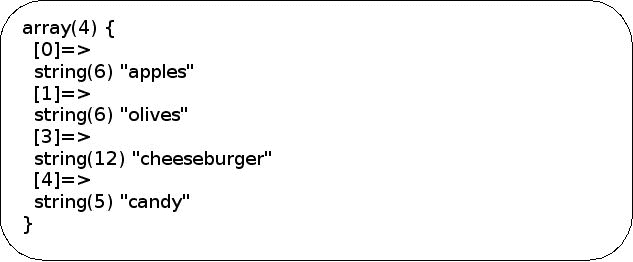 array(4) {
  [0]=>
  string(6) "apples"
  [1]=>
  string(6) "olives"
  [3]=>
  string(12) "cheeseburger"
  [4]=>
  string(5) "candy"
}